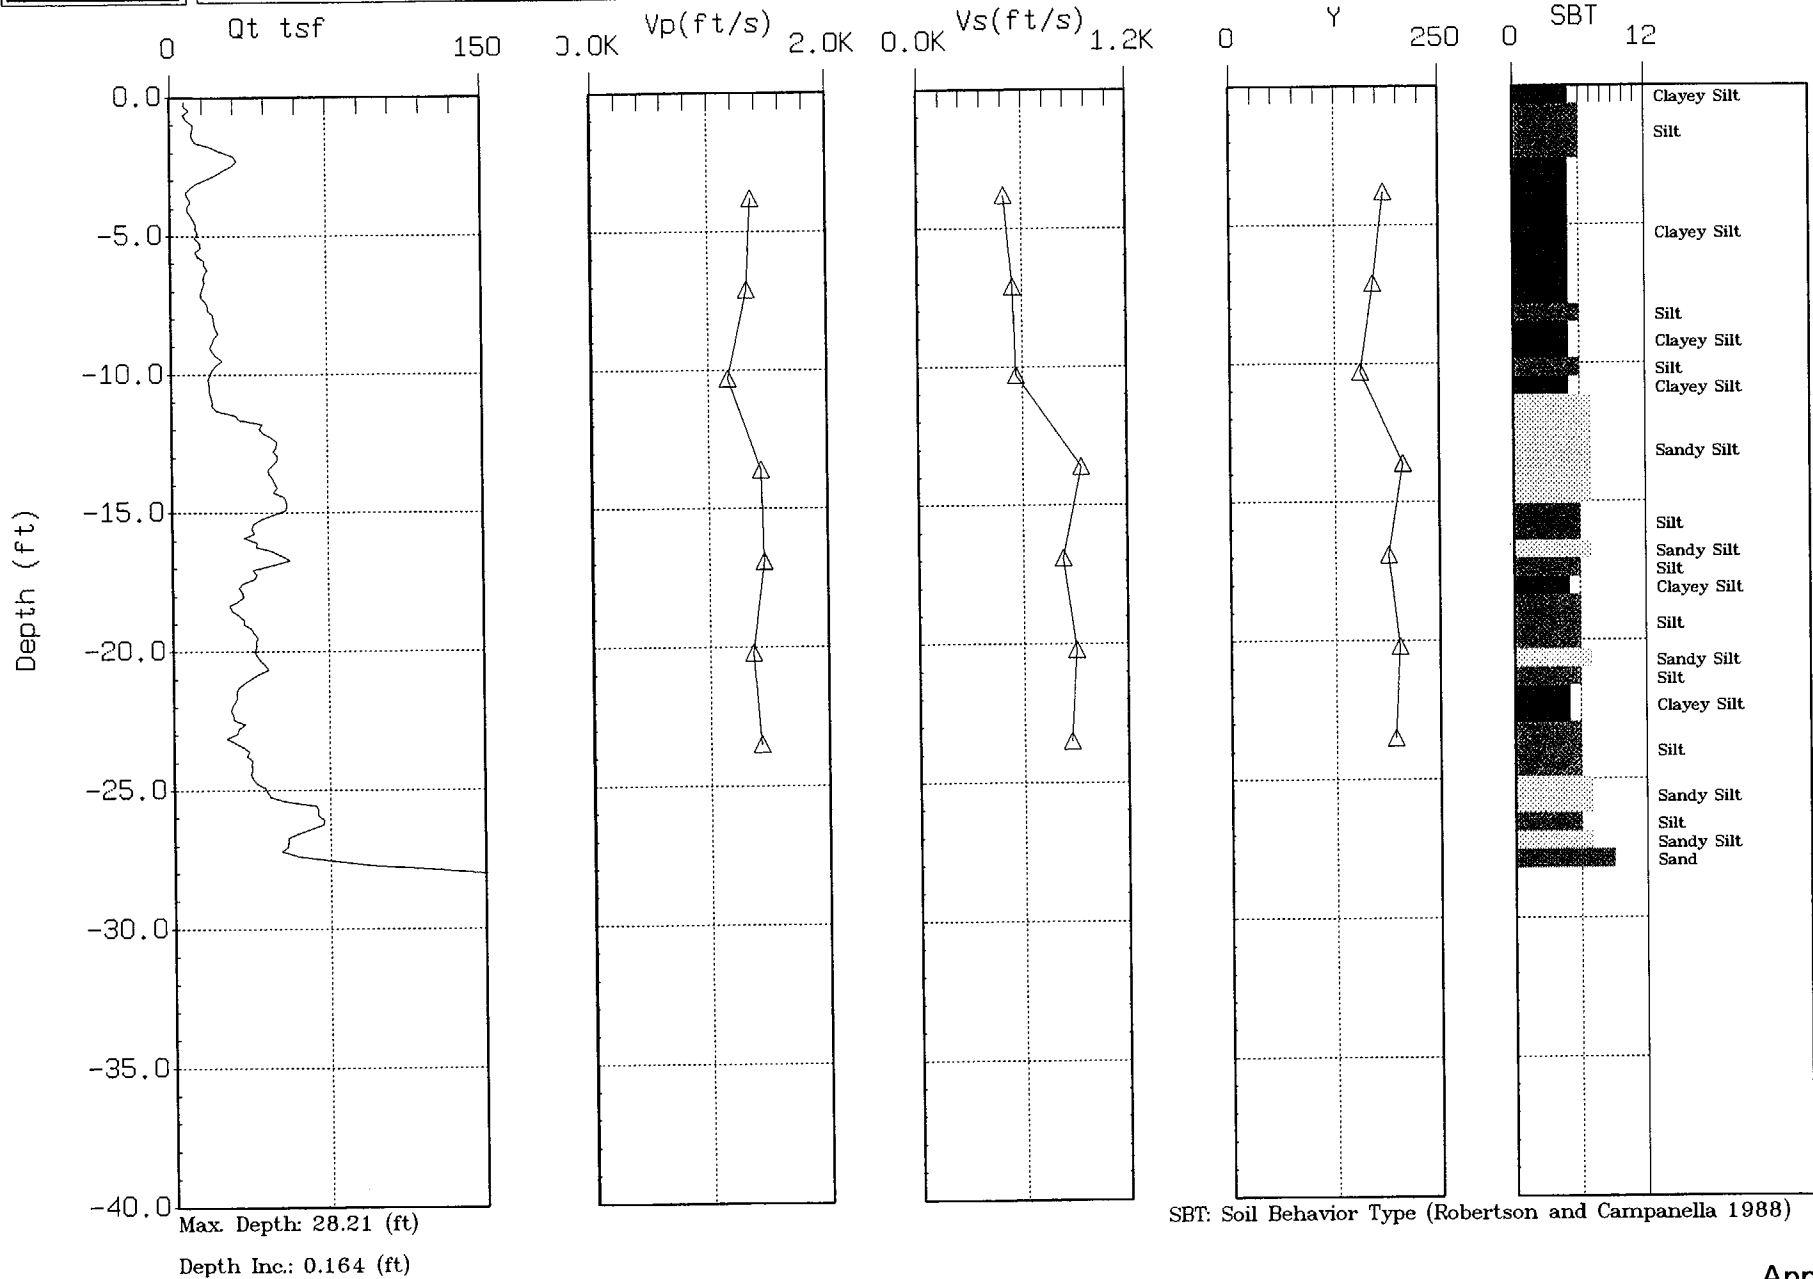 Qt tsf
0 150
Vp(ft/s)
0.0K 2.0K
Vs(ft/s)
0.0K 1.2K
Y
0 250
SBT
0 12
Depth (ft)
0.0
-5.0
-10.0
-15.0
-20.0
-25.0
-30.0
-35.0
-40.0
Clayey Silt
Silt
Clayey Silt
Silt
Clayey Silt
Silt
Clayey Silt
Sandy Silt
Silt
Sandy Silt
Silt
Clayey Silt
Silt
Sandy Silt
Silt
Clayey Silt
Silt
Sandy Silt
Silt
Sandy Silt
Sand
Max. Depth: 28.21 (ft)
Depth Inc.: 0.164 (ft)
SBT: Soil Behavior Type (Robertson and Campanella 1988)